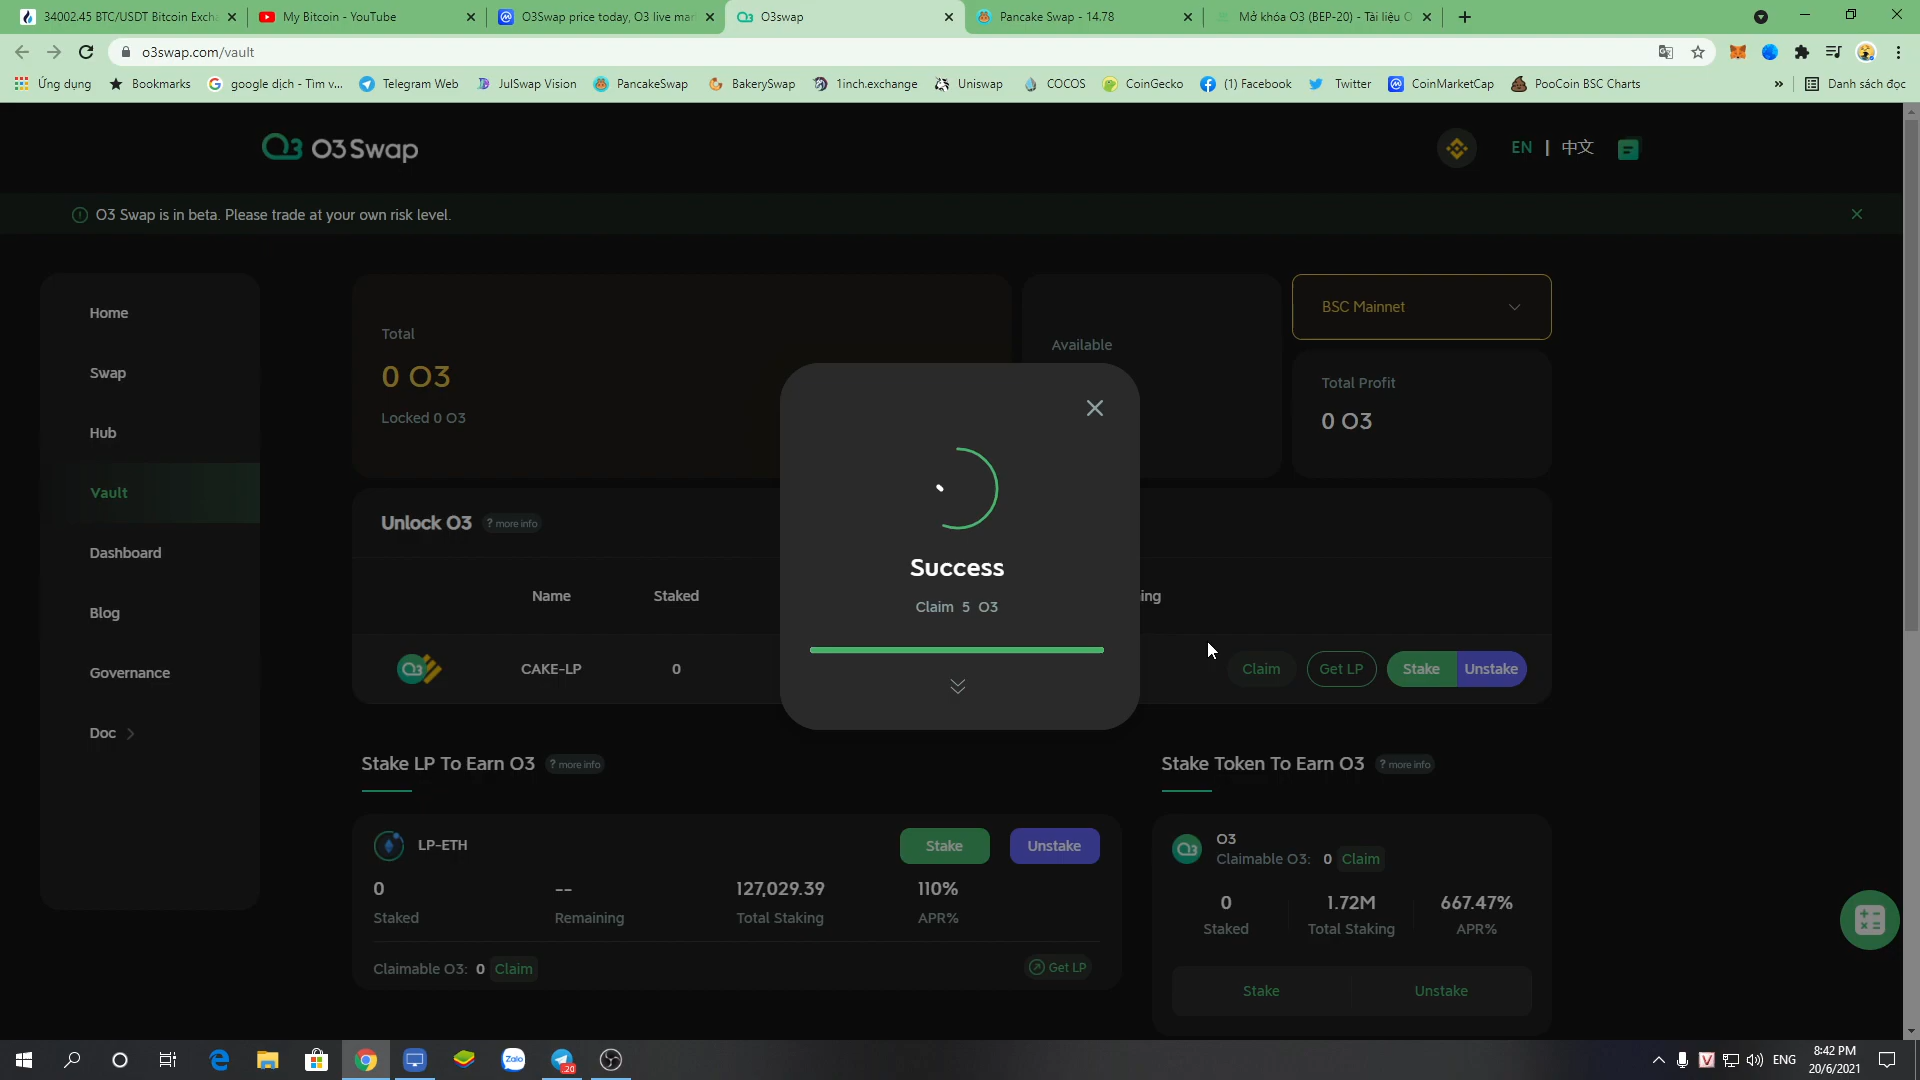 34002.45 BTC/USDT Bitcoin Exch
My Bitcoin - YouTube
O3Swap price today, O3 live mar
O3swap
Pancake Swap - 14.78
Mở khóa O3 (BEP-20) - Tài liệu O
o3swap.com/vault
Ứng dụng
Bookmarks
google dịch - Tìm v...
Telegram Web
JulSwap Vision
PancakeSwap
BakerySwap
1inch.exchange
Uniswap
COCOS
CoinGecko
(1) Facebook
Twitter
CoinMarketCap
PooCoin BSC Charts
»
Danh sách đọc
O3 Swap
EN | 中文
O3 Swap is in beta. Please trade at your own risk level.
Home
Swap
Hub
Vault
Dashboard
Blog
Governance
Doc
Total
0 O3
Locked 0 O3
Available
BSC Mainnet
Total Profit
0 O3
Unlock O3
? more info
Name
Staked
ing
CAKE-LP
0
Claim
Get LP
Stake
Unstake
Success
Claim 5 O3
Stake LP To Earn O3
? more info
LP-ETH
Stake
Unstake
0
--
127,029.39
110%
Staked
Remaining
Total Staking
APR%
Claimable O3: 0 Claim
Get LP
Stake Token To Earn O3
? more info
O3
Claimable O3: 0 Claim
0
1.72M
667.47%
Staked
Total Staking
APR%
Stake
Unstake
Zalo
20
V
ENG
8:42 PM
20/6/2021